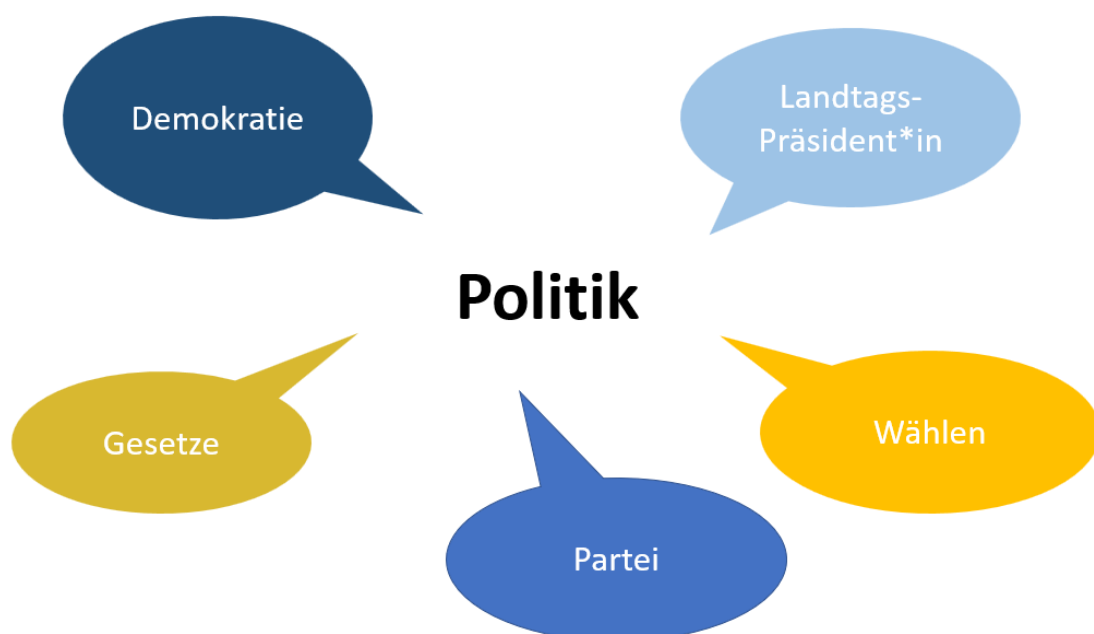 Demokratie
Landtags-
Präsident*in
Politik
Gesetze
Wählen
Partei